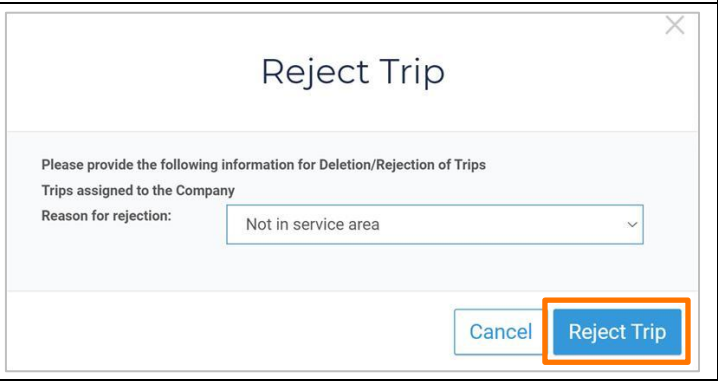 Reject Trip
Please provide the following information for Deletion/Rejection of Trips
Trips assigned to the Company
Reason for rejection: Not in service area
Cancel Reject Trip